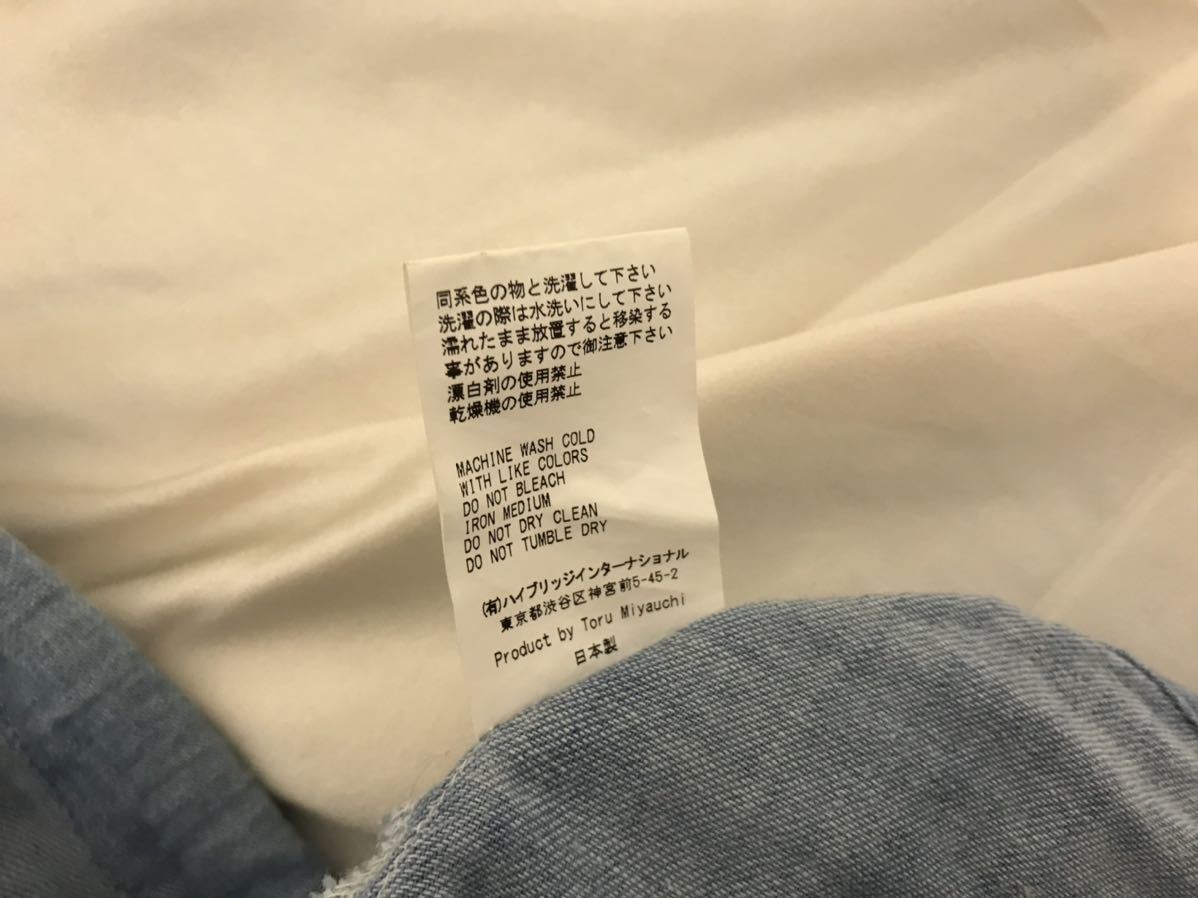 同系色の物と洗濯して下さい
洗濯の際は水洗いにして下さい
濡れたまま放置すると移染する
事がありますので御注意下さい
漂白剤の使用禁止
乾燥機の使用禁止
MACHINE WASH COLD
WITH LIKE COLORS
DO NOT BLEACH
IRON MEDIUM
DO NOT DRY CLEAN
DO NOT TUMBLE DRY
(有)ハイブリッジインターナショナル
東京都渋谷区神宮前5-45-2
Product by Toru Miyauchi
日本製